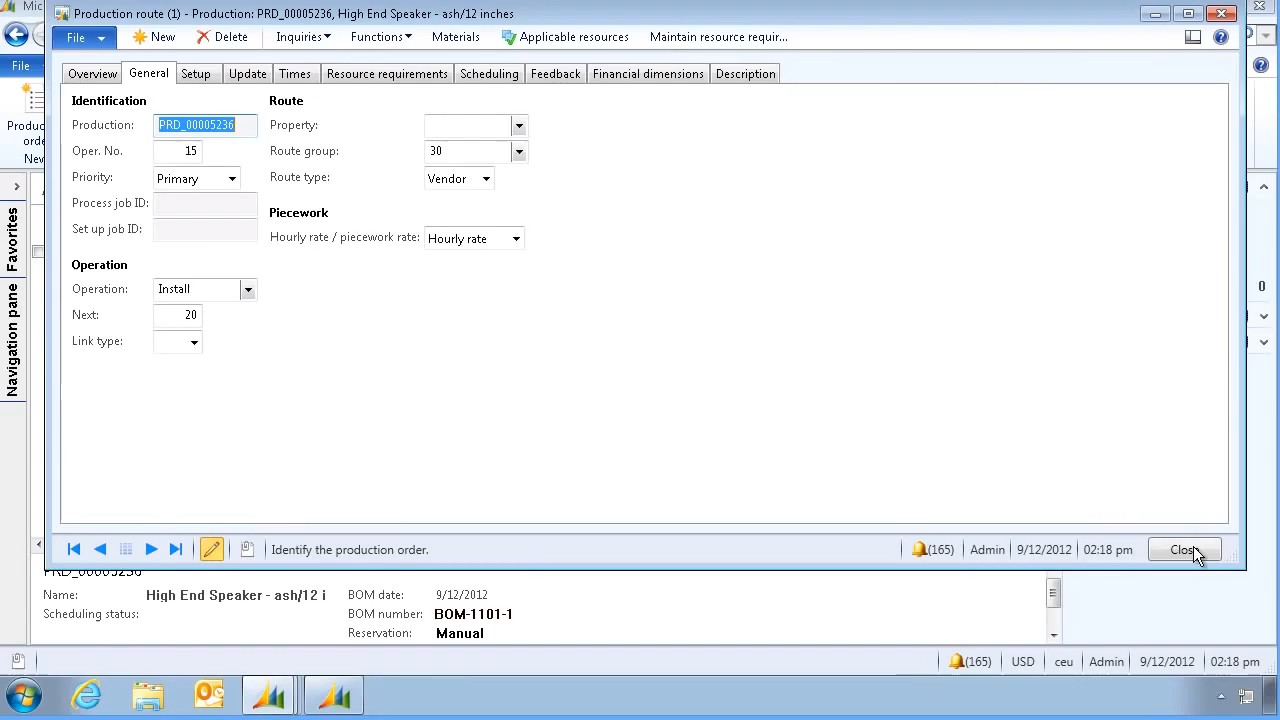 Mic
Production route (1) - Production: PRD_00005236, High End Speaker - ash/12 inches
File
File New Delete Inquiries Functions Materials Applicable resources Maintain resource requir...
Overview General Setup Update Times Resource requirements Scheduling Feedback Financial dimensions Description
Identification
Production: PRD_00005236
Oper. No. 15
Priority: Primary
Process job ID:
Set up job ID:
Operation
Operation: Install
Next: 20
Link type:
Route
Property:
Route group: 30
Route type: Vendor
Piecework
Hourly rate / piecework rate: Hourly rate
Favorites
Navigation pane
0
Identify the production order. (165) Admin 9/12/2012 02:18 pm
PRD_00005236
Name: High End Speaker - ash/12 i
Scheduling status:
BOM date: 9/12/2012
BOM number: BOM-1101-1
Reservation: Manual
(165) USD ceu Admin 9/12/2012 02:18 pm